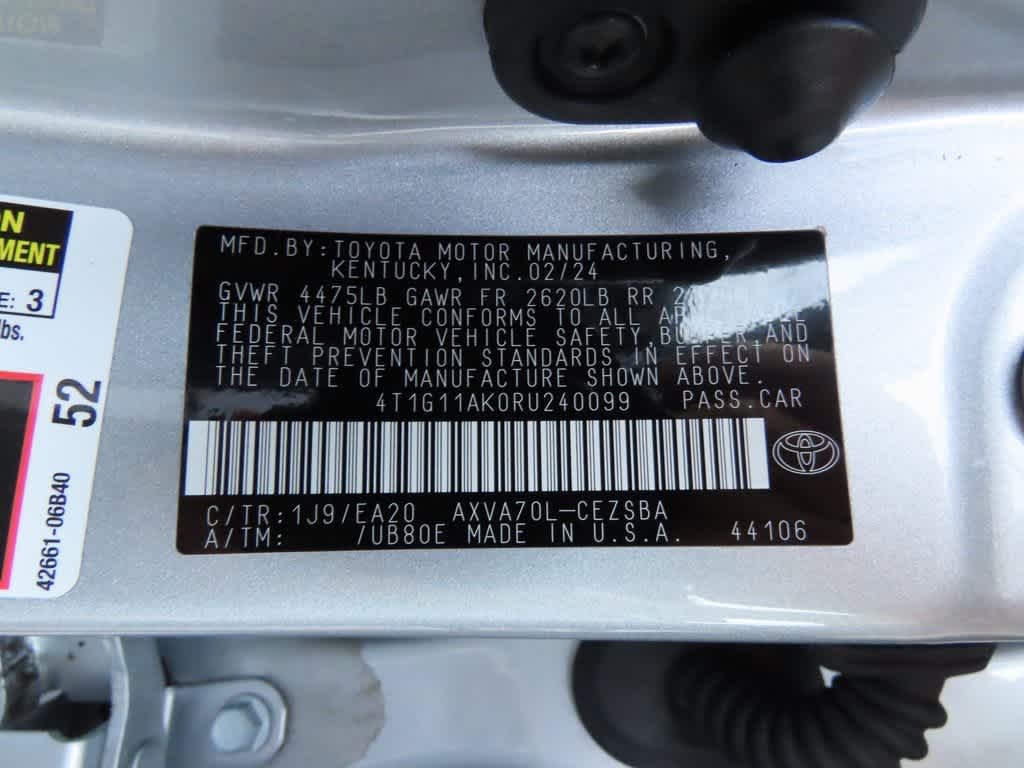 MFD.BY:TOYOTA MOTOR MANUFACTURING,
KENTUCKY,INC.02/24
GVWR 4475LB GAWR FR 2620LB RR
THIS VEHICLE CONFORMS TO ALL
FEDERAL MOTOR VEHICLE SAFETY, AND
THEFT PREVENTION STANDARDS IN EFFECT ON
THE DATE OF MANUFACTURE SHOWN ABOVE.
4T1G11AK0RU240099 PASS.CAR
C/TR:1J9/EA20 AXVA70L-CEZSBA
A/TM: /UB80E MADE IN U.S.A. 44106
3
lbs.
52
42661-06B40